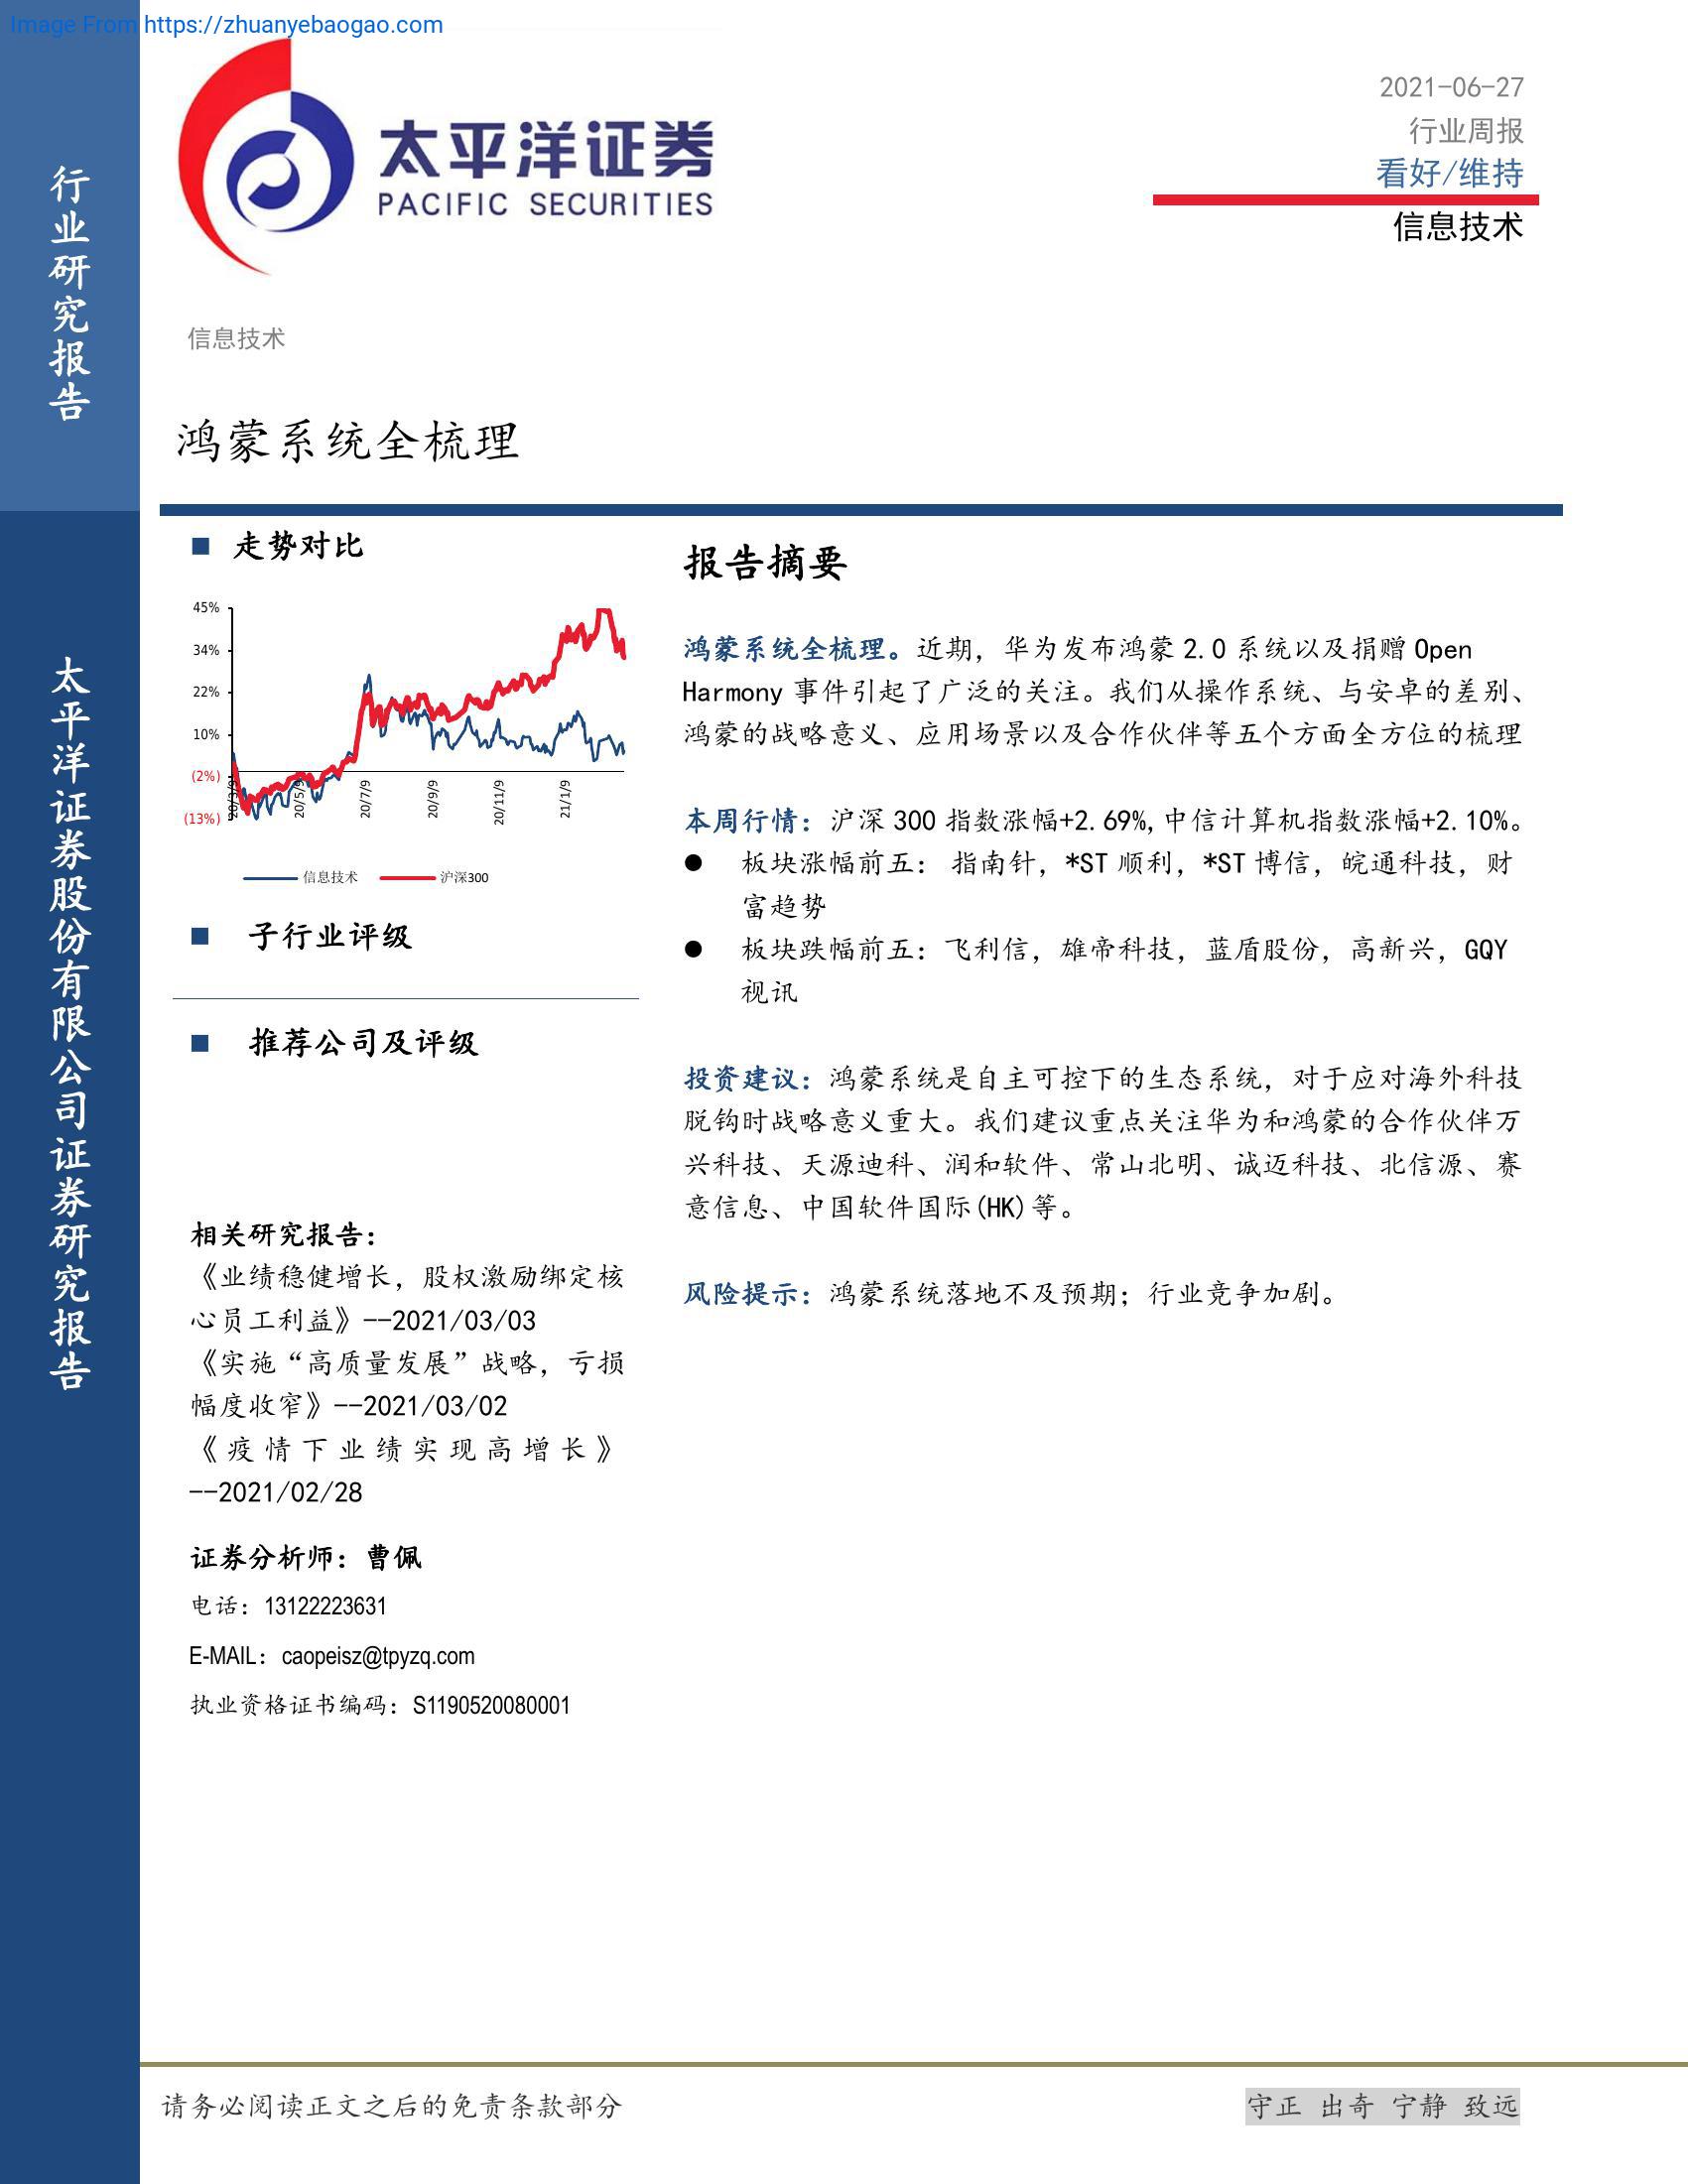 Image From https://zhuanyebaogao.com
行业研究报告
太平洋证券股份有限公司证券研究报告
太平洋证券
PACIFIC SECURITIES
2021-06-27
行业周报
看好/维持
信息技术
信息技术
鸿蒙系统全梳理
走势对比
45%
34%
22%
10%
(2%)
(13%)
20/3/9
20/5/9
20/7/9
20/9/9
20/11/9
21/1/9
信息技术
沪深300
子行业评级
推荐公司及评级
相关研究报告：
《业绩稳健增长，股权激励绑定核
心员工利益》--2021/03/03
《实施“高质量发展”战略，亏损
幅度收窄》--2021/03/02
《疫情下业绩实现高增长》
--2021/02/28
证券分析师：曹佩
电话：13122223631
E-MAIL：caopeisz@tpyzq.com
执业资格证书编码：S1190520080001
报告摘要
鸿蒙系统全梳理。近期，华为发布鸿蒙 2.0 系统以及捐赠 Open
Harmony 事件引起了广泛的关注。我们从操作系统、与安卓的差别、
鸿蒙的战略意义、应用场景以及合作伙伴等五个方面全方位的梳理
本周行情：沪深 300 指数涨幅+2.69%,中信计算机指数涨幅+2.10%。
● 板块涨幅前五： 指南针，*ST 顺利，*ST 博信，皖通科技，财
富趋势
● 板块跌幅前五：飞利信，雄帝科技，蓝盾股份，高新兴，GQY
视讯
投资建议：鸿蒙系统是自主可控下的生态系统，对于应对海外科技
脱钩时战略意义重大。我们建议重点关注华为和鸿蒙的合作伙伴万
兴科技、天源迪科、润和软件、常山北明、诚迈科技、北信源、赛
意信息、中国软件国际(HK)等。
风险提示：鸿蒙系统落地不及预期；行业竞争加剧。
请务必阅读正文之后的免责条款部分
守正 出奇 宁静 致远